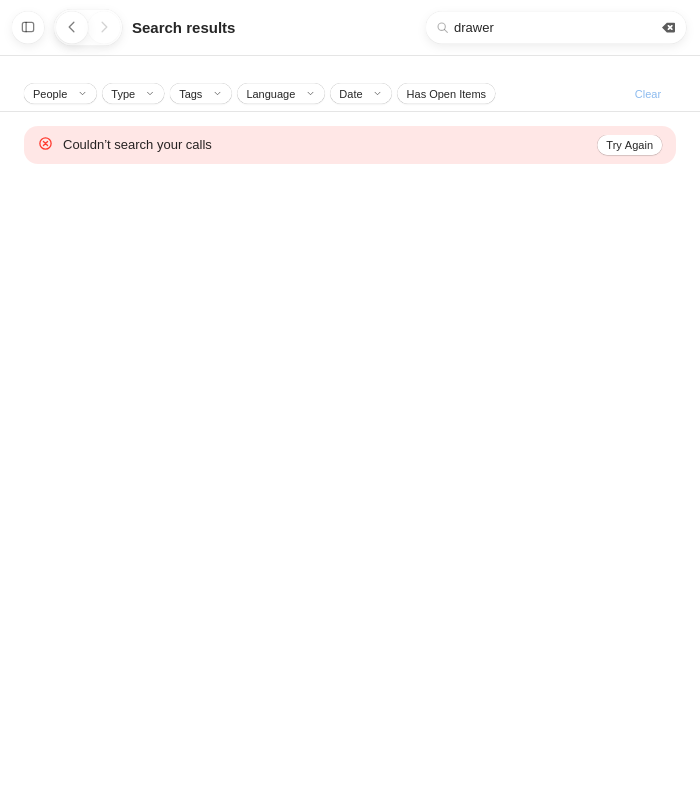 Search results
drawer
People
Type
Tags
Language
Date
Has Open Items
Clear
Couldn’t search your calls
Try Again